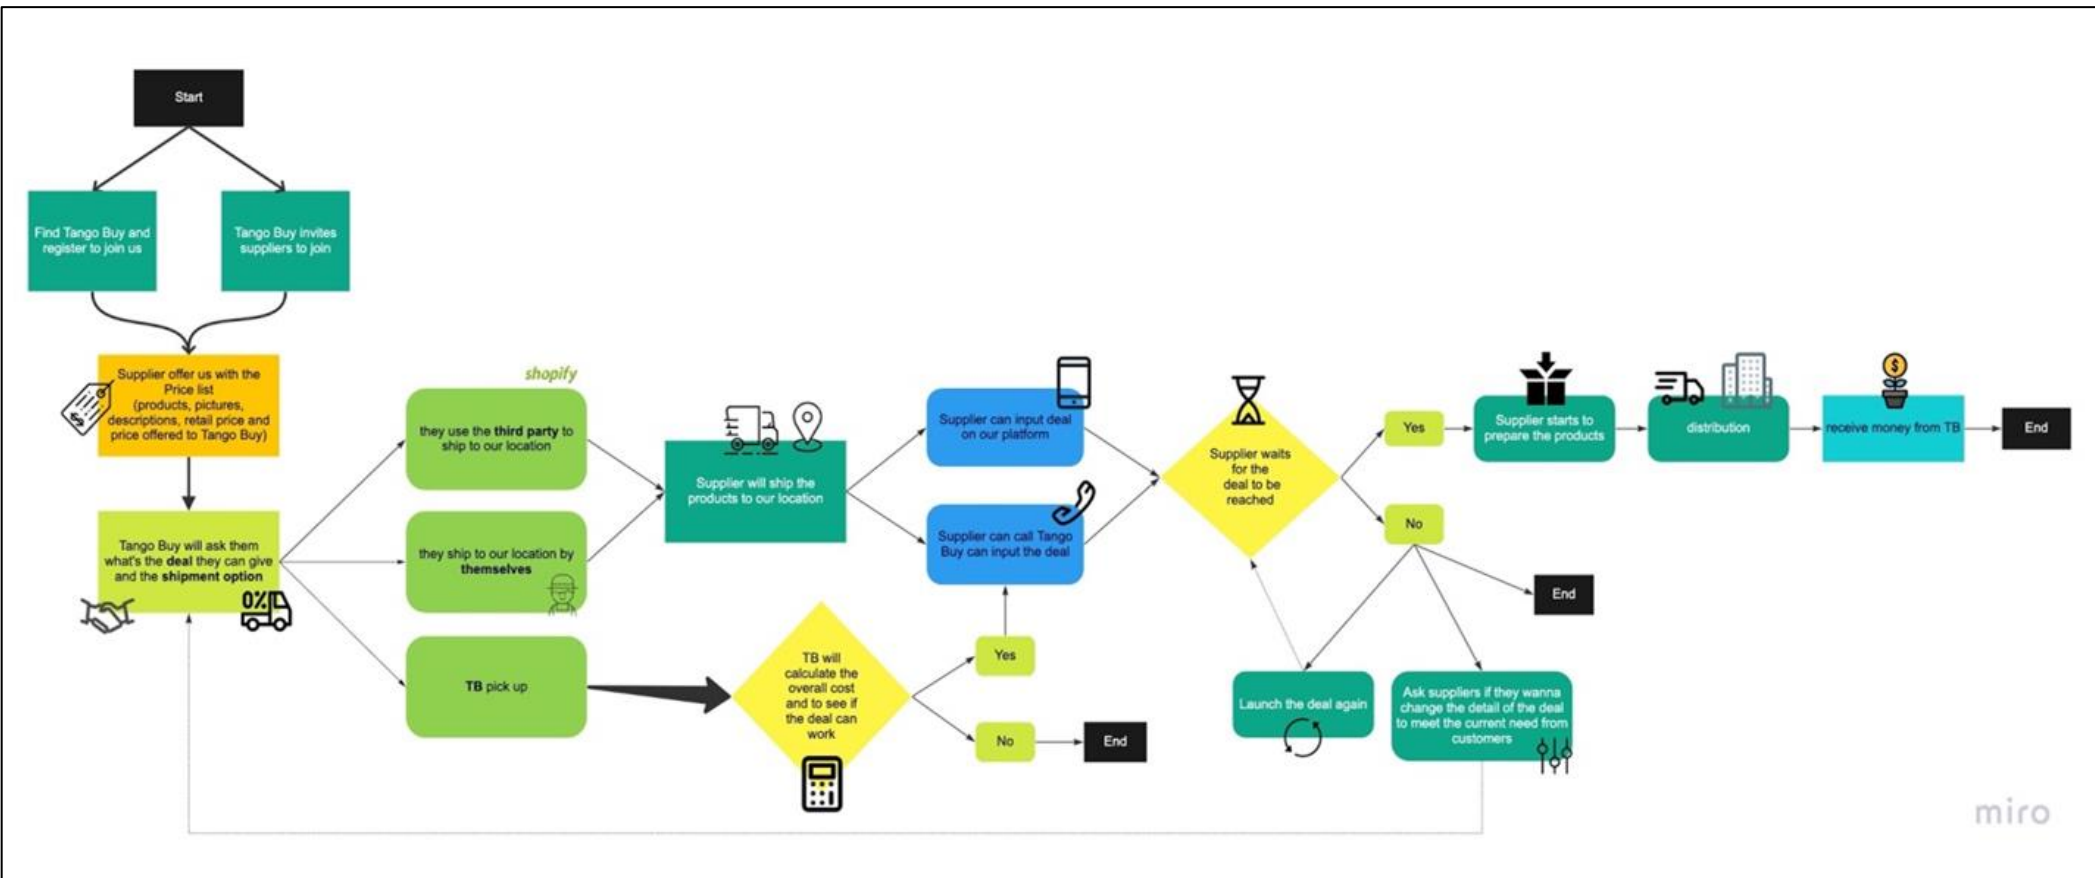 Start
Find Tango Buy and
register to join us
Tango Buy invites
suppliers to join
Supplier offer us with the
Price list
(products, pictures,
descriptions, retail price and
price offered to Tango Buy)
Tango Buy will ask them
what's the deal they can give
and the shipment option
0%
shopify
they use the third party to
ship to our location
they ship to our location by
themselves
TB pick up
Supplier will ship the
products to our location
TB will
calculate the
overall cost
and to see if
the deal can
work
Yes
No
End
Supplier can input deal
on our platform
Supplier can call Tango
Buy can input the deal
Supplier waits
for the
deal to be
reached
Yes
No
End
Launch the deal again
Ask suppliers if they wanna
change the detail of the deal
to meet the current need from
customers
Supplier starts to
prepare the products
distribution
$
receive money from TB
End
miro